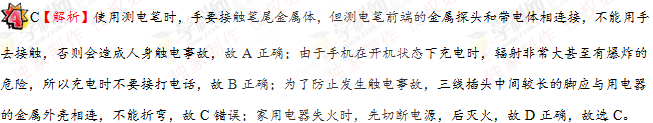 4 C【解析】使用测电笔时，手要接触笔尾金属体，但测电笔前端的金属探头和带电体相连接，不能用手
去接触，否则会造成人身触电事故，故 A 正确；由于手机在开机状态下充电时，辐射非常大甚至有爆炸的
危险，所以充电时不要接打电话，故 B 正确；为了防止发生触电事故，三线插头中间较长的脚应与用电器
的金属外壳相连，不能折弯，故 C 错误；家用电器失火时，先切断电源，后灭火，故 D 正确，故选 C。